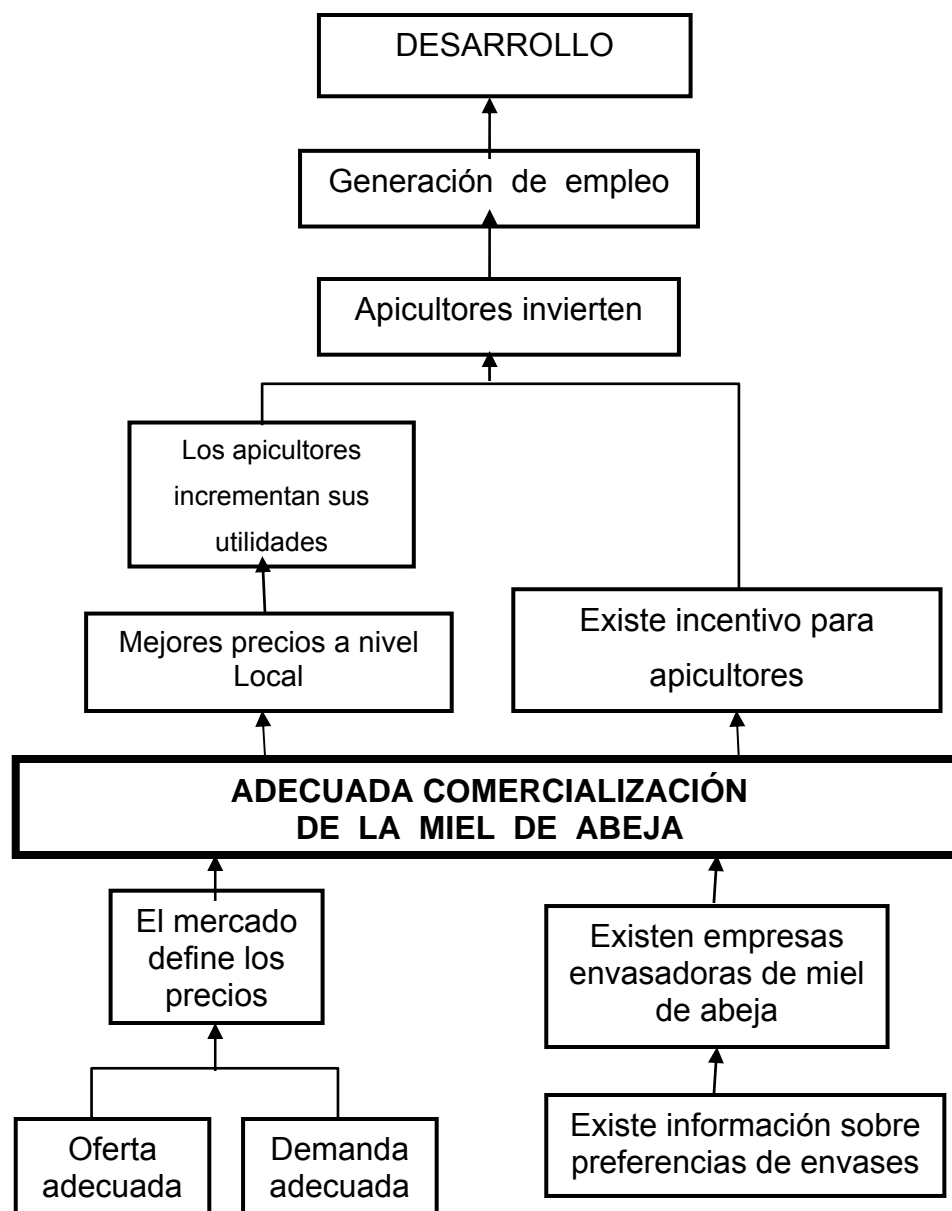 DESARROLLO
Generación de empleo
Apicultores invierten
Los apicultores
incrementan sus
utilidades
Mejores precios a nivel
Local
Existe incentivo para
apicultores
ADECUADA COMERCIALIZACIÓN
DE LA MIEL DE ABEJA
El mercado
define los
precios
Existen empresas
envasadoras de miel
de abeja
Oferta
adecuada
Demanda
adecuada
Existe información sobre
preferencias de envases